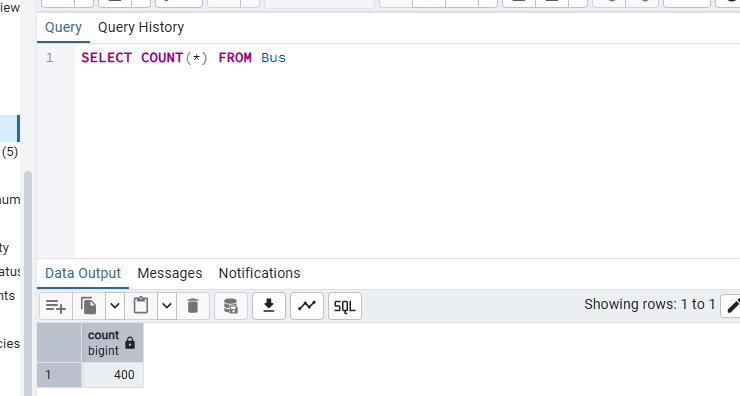 iew
Query Query History
1 SELECT COUNT(*) FROM Bus
(5)
num
ty
atus
nts
cies
Data Output Messages Notifications
SQL Showing rows: 1 to 1
count
bigint
1 400